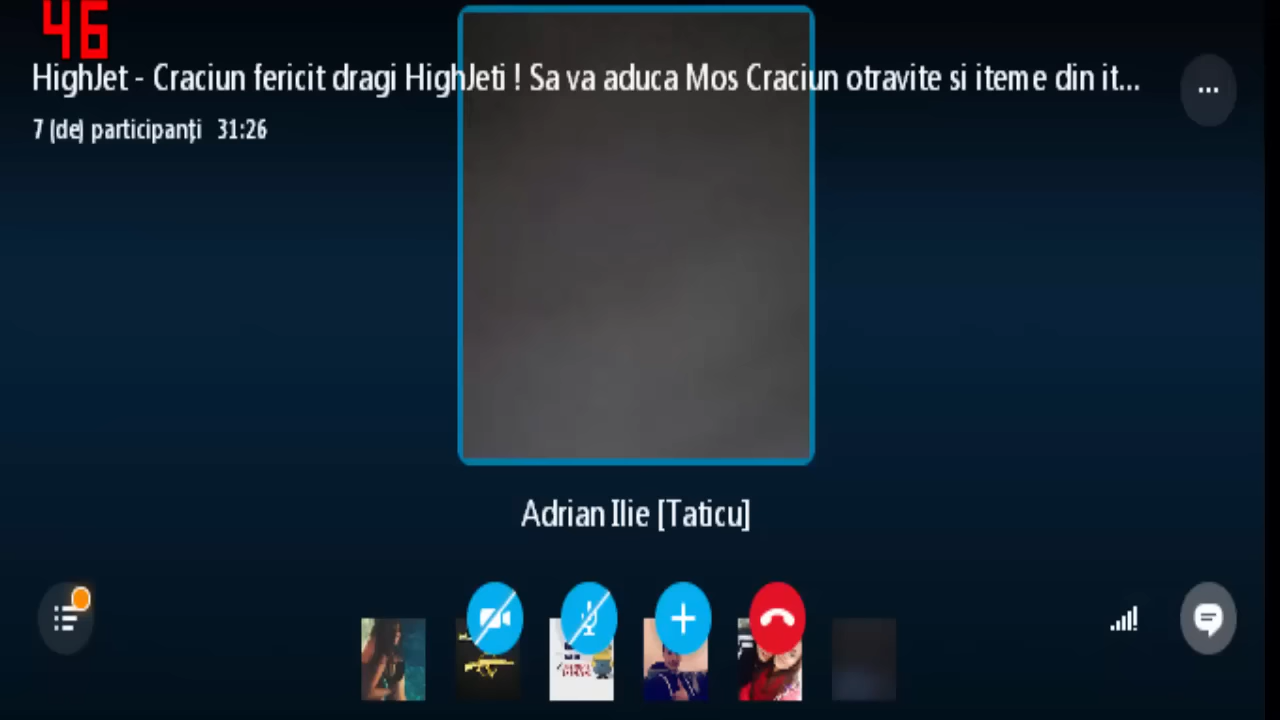 46
HighJet - Craciun fericit dragi HighJeti ! Sa va aduca Mos Craciun otravite si iteme din it...
7 (de) participanți 31:26
Adrian Ilie [Taticu]